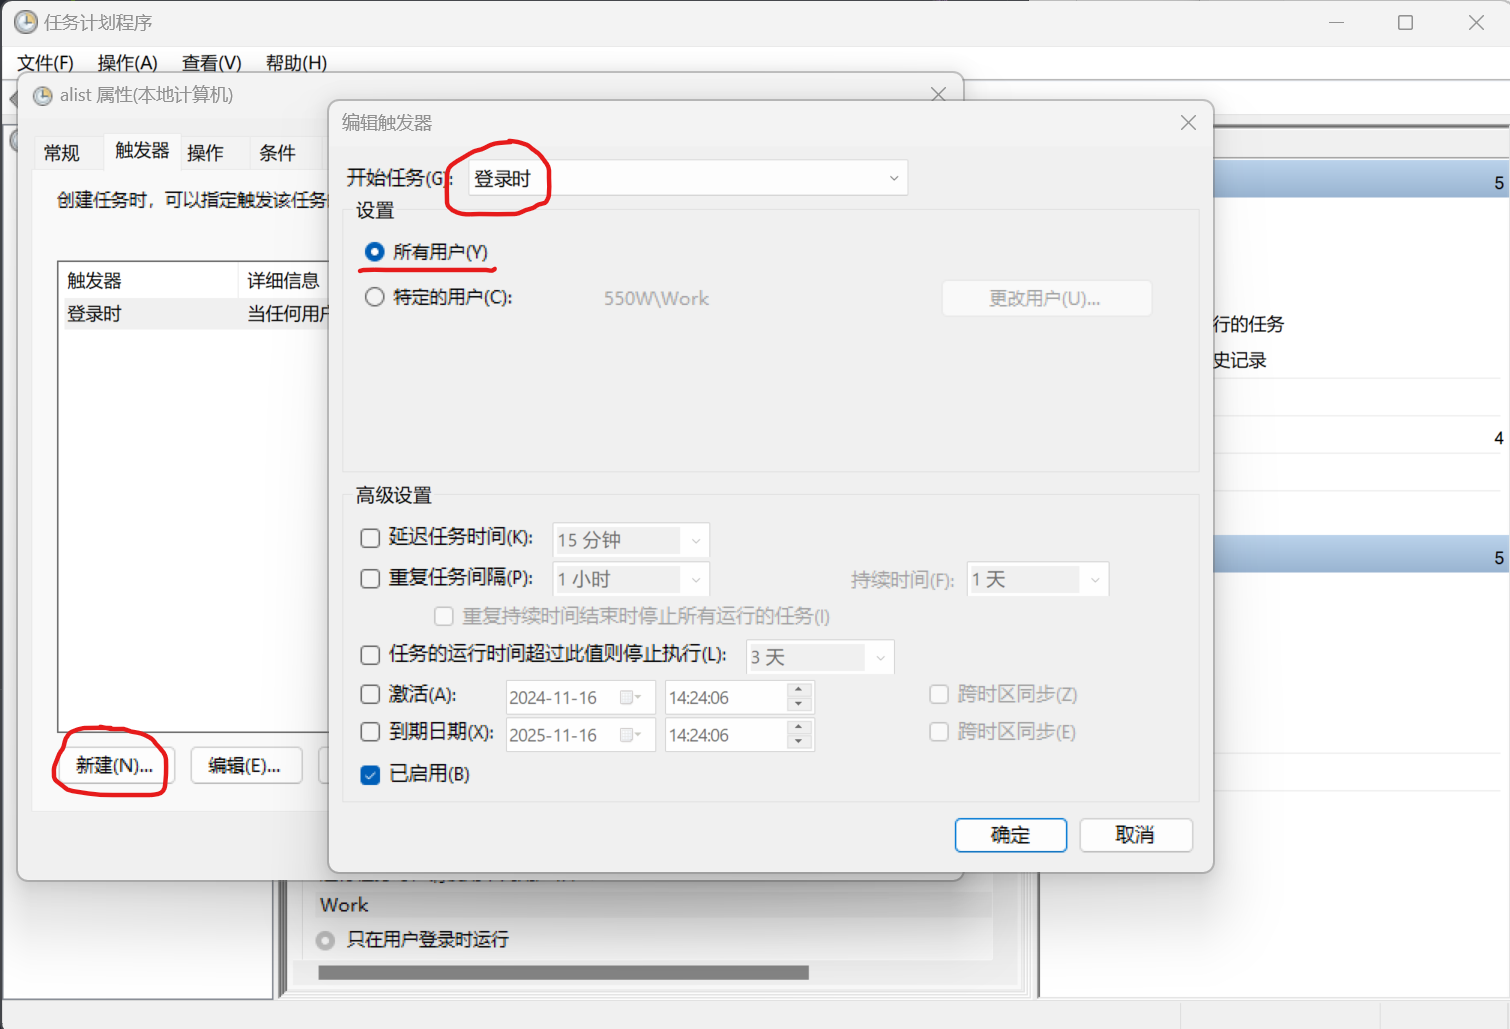 任务计划程序
文件(F) 操作(A) 查看(V) 帮助(H)
alist 属性(本地计算机)
常规 触发器 操作 条件
创建任务时，可以指定触发该任务
触发器 详细信息
登录时 当任何用户
新建(N)... 编辑(E)...
编辑触发器
开始任务(G): 登录时
设置
所有用户(Y)
特定的用户(C): 550W\Work 更改用户(U)...
高级设置
延迟任务时间(K): 15 分钟
重复任务间隔(P): 1 小时 持续时间(F): 1 天
重复持续时间结束时停止所有运行的任务(I)
任务的运行时间超过此值则停止执行(L): 3 天
激活(A): 2024-11-16 14:24:06 跨时区同步(Z)
到期日期(X): 2025-11-16 14:24:06 跨时区同步(E)
已启用(B)
确定 取消
5
行的任务
史记录
4
5
Work
只在用户登录时运行